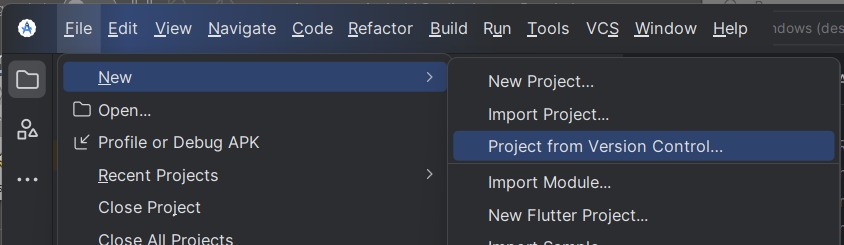 File Edit View Navigate Code Refactor Build Run Tools VCS Window Help
New
Open...
Profile or Debug APK
Recent Projects
Close Project
Close All Projects
New Project...
Import Project...
Project from Version Control...
Import Module...
New Flutter Project...
Import Sample...